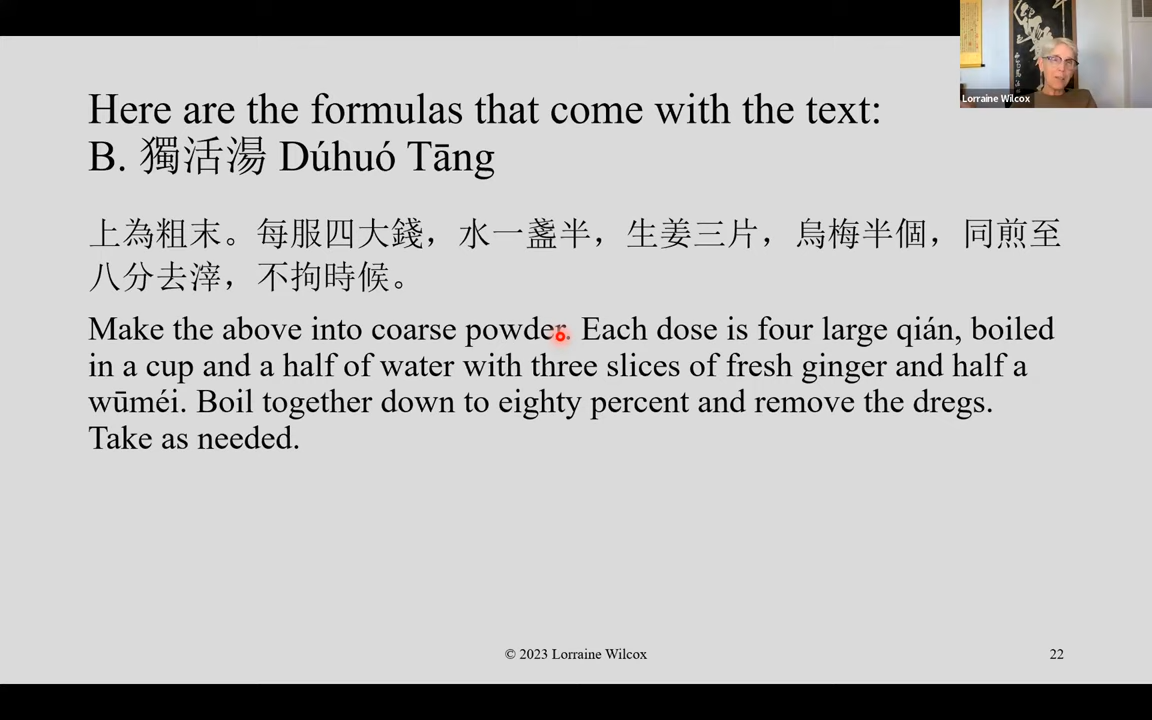 Here are the formulas that come with the text:
B. 獨活湯 Dúhuó Tāng
上為粗末。每服四大錢，水一盞半，生姜三片，烏梅半個，同煎至
八分去滓，不拘時候。
Make the above into coarse powder. Each dose is four large qián, boiled
in a cup and a half of water with three slices of fresh ginger and half a
wūméi. Boil together down to eighty percent and remove the dregs.
Take as needed.
© 2023 Lorraine Wilcox
22
Lorraine Wilcox